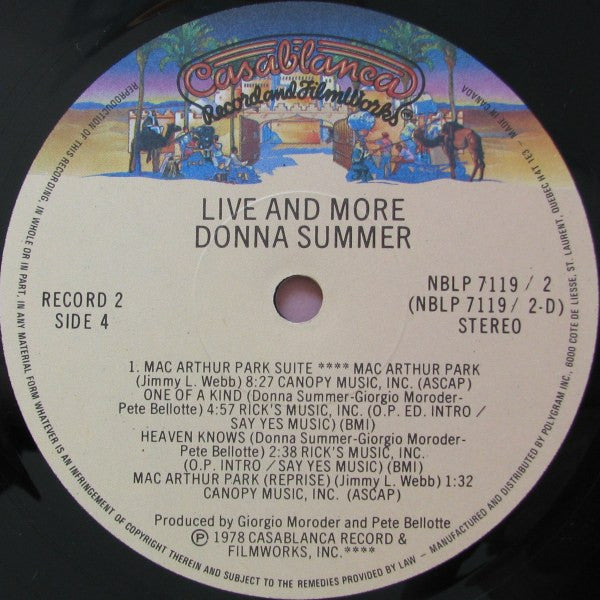 Casablanca
Record and FilmWorks
LIVE AND MORE
DONNA SUMMER
RECORD 2
SIDE 4
NBLP 7119 / 2
(NBLP 7119 / 2-D)
STEREO
1. MAC ARTHUR PARK SUITE **** MAC ARTHUR PARK
(Jimmy L. Webb) 8:27 CANOPY MUSIC, INC. (ASCAP)
ONE OF A KIND (Donna Summer-Giorgio Moroder-
Pete Bellotte) 4:57 RICK'S MUSIC, INC. (O.P. ED. INTRO /
SAY YES MUSIC) (BMI)
HEAVEN KNOWS (Donna Summer-Giorgio Moroder-
Pete Bellotte) 2:38 RICK'S MUSIC, INC.
(O.P. INTRO / SAY YES MUSIC) (BMI)
MAC ARTHUR PARK (REPRISE) (Jimmy L. Webb) 1:32
CANOPY MUSIC, INC. (ASCAP)
Produced by Giorgio Moroder and Pete Bellotte
℗ 1978 CASABLANCA RECORD &
FILMWORKS, INC.****
REPRODUCTION OF THIS RECORDING, IN WHOLE OR IN PART, IN ANY MATERIAL FORM WHATEVER IS AN INFRINGEMENT OF COPYRIGHT THEREIN AND SUBJECT TO THE REMEDIES PROVIDED BY LAW – MANUFACTURED AND DISTRIBUTED BY POLYGRAM INC., 6000 COTE DE LIESSE, ST. LAURENT, QUEBEC H4T 1E3 – MADE IN CANADA